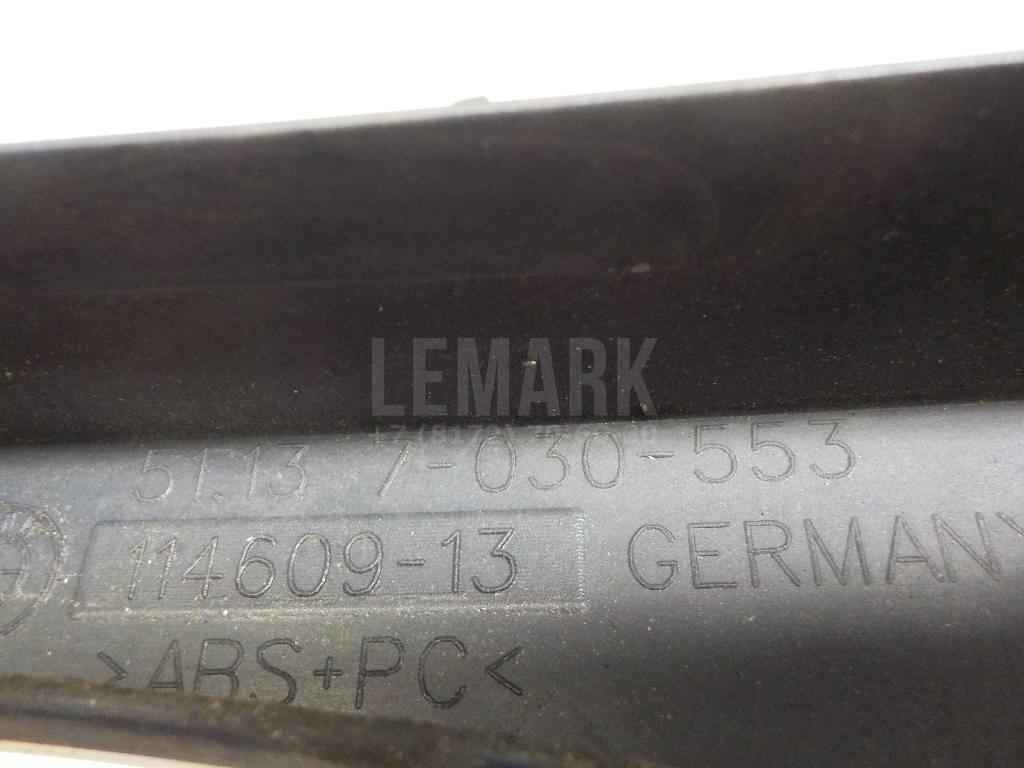 LEMARK
51.13 7-030-553
114609-13
GERMANY
>ABS+PC<